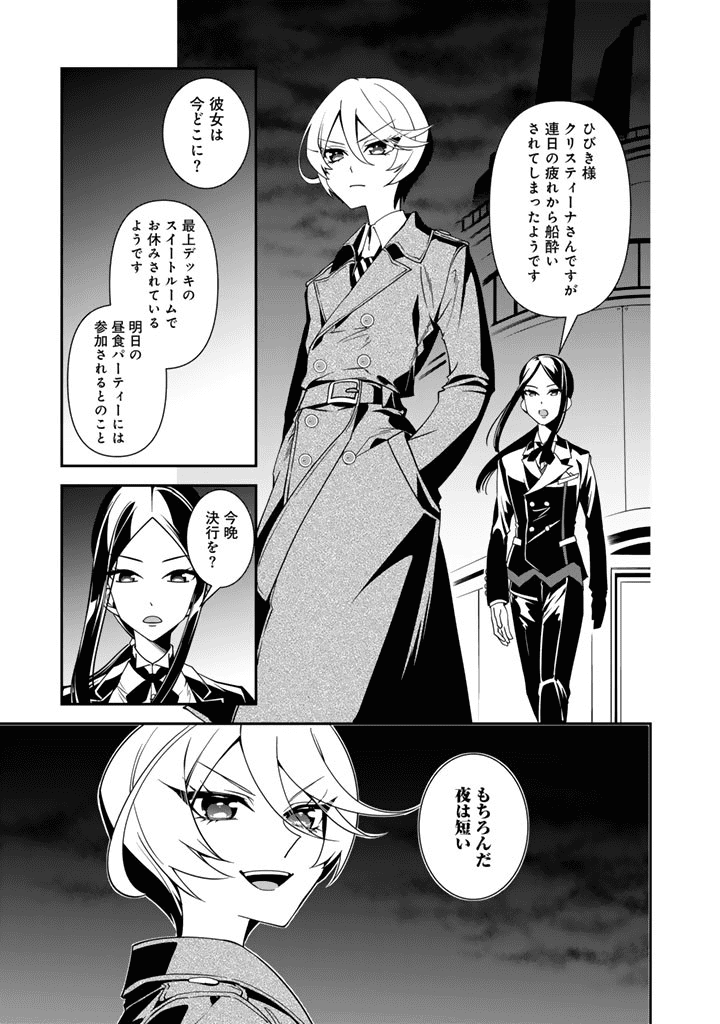 ひびき様
クリスティーナさんですが
連日の疲れから船酔い
されてしまったようです
彼女は
今どこに？
最上デッキの
スイートルームで
お休みされている
ようです
明日の
昼食パーティーには
参加されるとのこと
今晩
決行を？
もちろんだ
夜は短い